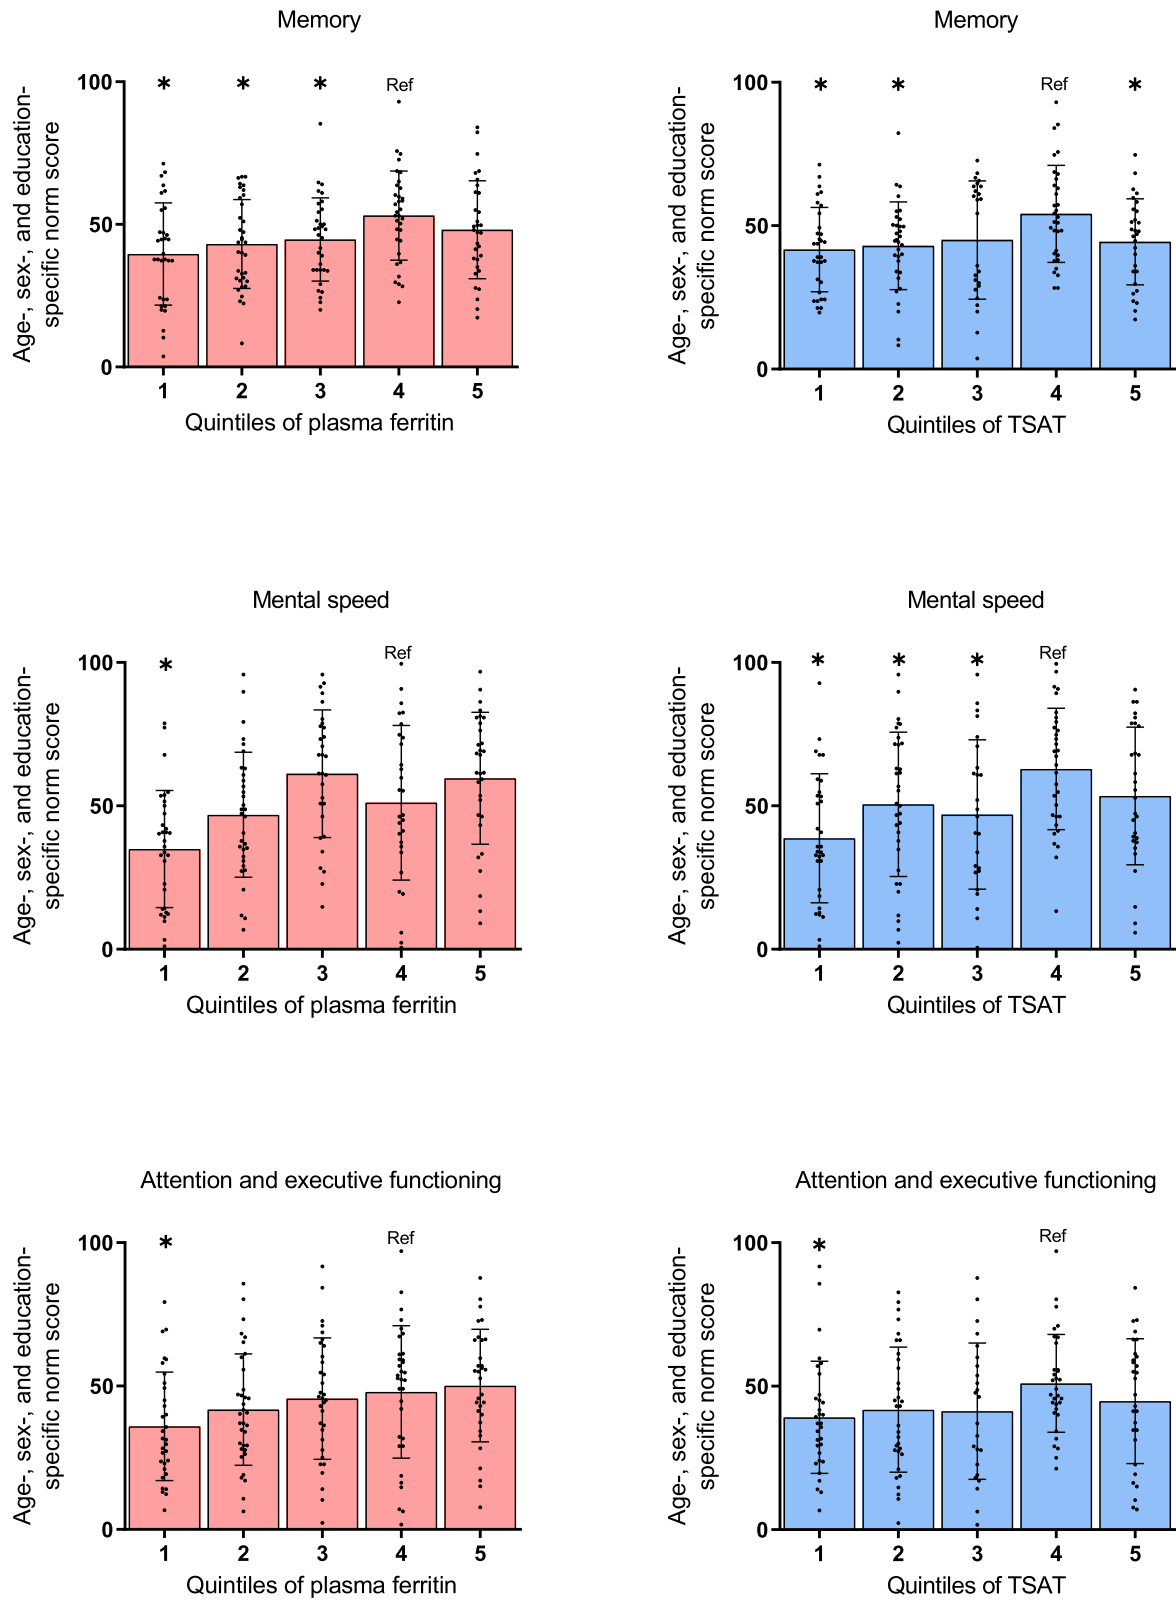 Memory
Age-, sex-, and education-
specific norm score
100
50
0
* * * Ref
1 2 3 4 5
Quintiles of plasma ferritin
Memory
Age-, sex-, and education-
specific norm score
100
50
0
* * Ref *
1 2 3 4 5
Quintiles of TSAT
Mental speed
Age-, sex-, and education-
specific norm score
100
50
0
* Ref
1 2 3 4 5
Quintiles of plasma ferritin
Mental speed
Age-, sex-, and education-
specific norm score
100
50
0
* * * Ref
1 2 3 4 5
Quintiles of TSAT
Attention and executive functioning
Age-, sex-, and education-
specific norm score
100
50
0
* Ref
1 2 3 4 5
Quintiles of plasma ferritin
Attention and executive functioning
Age-, sex-, and education-
specific norm score
100
50
0
* Ref
1 2 3 4 5
Quintiles of TSAT